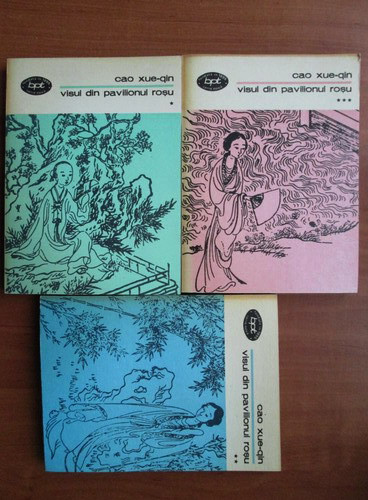 bpt
cao xue-qin
visul din pavilionul roșu
*
bpt
cao xue-qin
visul din pavilionul roșu
***
bpt
cao xue-qin
visul din pavilionul roșu
**